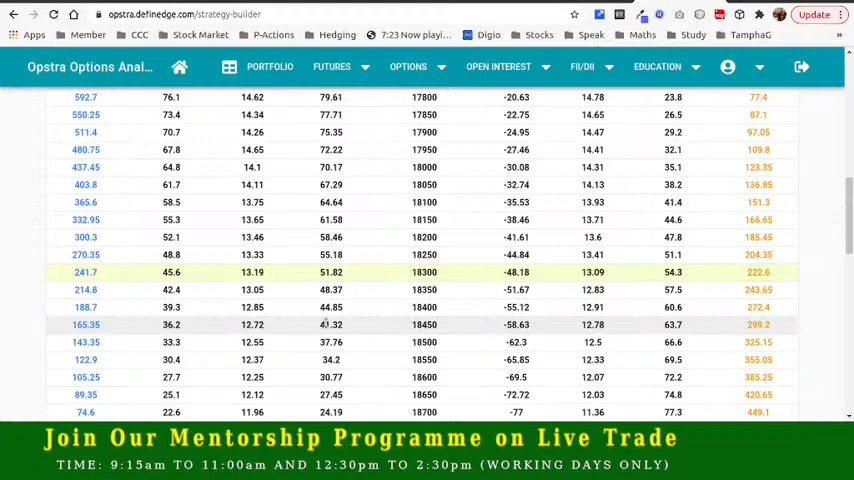 opstra.definedge.com/strategy-builder
Update
Apps Member CCC Stock Market P-Actions Hedging 7:23 Now playi... Digio Stocks Speak Maths Study TamphaG »
Opstra Options Anal... PORTFOLIO FUTURES OPTIONS OPEN INTEREST FII/DII EDUCATION
592.7 76.1 14.62 79.61 17800 -20.63 14.78 23.8 77.4
550.25 73.4 14.34 77.71 17850 -22.75 14.65 26.5 87.1
511.4 70.7 14.26 75.35 17900 -24.95 14.47 29.2 97.05
480.75 67.8 14.65 72.22 17950 -27.46 14.41 32.1 109.8
437.45 64.8 14.1 70.17 18000 -30.08 14.31 35.1 123.35
403.8 61.7 14.11 67.29 18050 -32.74 14.13 38.2 136.85
365.6 58.5 13.75 64.64 18100 -35.53 13.93 41.4 151.3
332.95 55.3 13.65 61.58 18150 -38.46 13.71 44.6 166.65
300.3 52.1 13.46 58.46 18200 -41.61 13.6 47.8 185.45
270.35 48.8 13.33 55.18 18250 -44.84 13.41 51.1 204.35
241.7 45.6 13.19 51.82 18300 -48.18 13.09 54.3 222.6
214.8 42.4 13.05 48.37 18350 -51.67 12.83 57.5 243.65
188.7 39.3 12.85 44.85 18400 -55.12 12.91 60.6 272.4
165.35 36.2 12.72 18450 -58.63 12.78 63.7 299.2
143.35 33.3 12.55 37.76 18500 -62.3 12.5 66.6 325.15
122.9 30.4 12.37 34.2 18550 -65.85 12.33 69.5 355.05
105.25 27.7 12.25 30.77 18600 -69.5 12.07 72.2 385.25
89.35 25.1 12.12 27.45 18650 -72.72 12.03 74.8 420.65
74.6 22.6 11.96 24.19 18700 -77 11.36 77.3 449.1
Join Our Mentorship Programme on Live Trade
TIME: 9:15am TO 11:00am AND 12:30pm TO 2:30pm (WORKING DAYS ONLY)